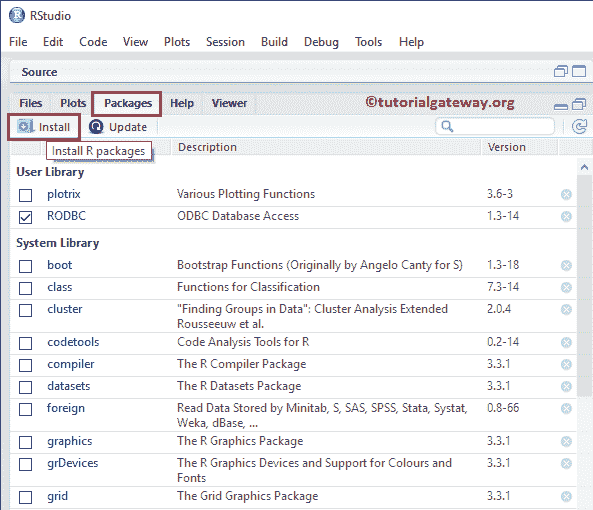 RStudio
File Edit Code View Plots Session Build Debug Tools Help
Source
Files Plots Packages Help Viewer
©tutorialgateway.org
Install Update
Install R packages
Description Version
User Library
plotrix Various Plotting Functions 3.6-3
RODBC ODBC Database Access 1.3-14
System Library
boot Bootstrap Functions (Originally by Angelo Canty for S) 1.3-18
class Functions for Classification 7.3-14
cluster "Finding Groups in Data": Cluster Analysis Extended 2.0.4
Rousseeuw et al.
codetools Code Analysis Tools for R 0.2-14
compiler The R Compiler Package 3.3.1
datasets The R Datasets Package 3.3.1
foreign Read Data Stored by Minitab, S, SAS, SPSS, Stata, Systat, 0.8-66
Weka, dBase, ...
graphics The R Graphics Package 3.3.1
grDevices The R Graphics Devices and Support for Colours and 3.3.1
Fonts
grid The Grid Graphics Package 3.3.1